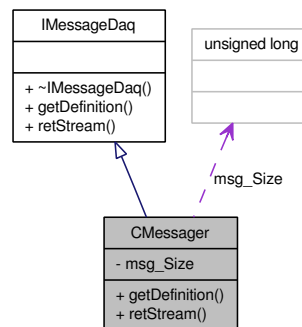 IMessageDaq
+ ~IMessageDaq()
+ getDefinition()
+ retStream()
unsigned long
msg_Size
CMessager
- msg_Size
+ getDefinition()
+ retStream()